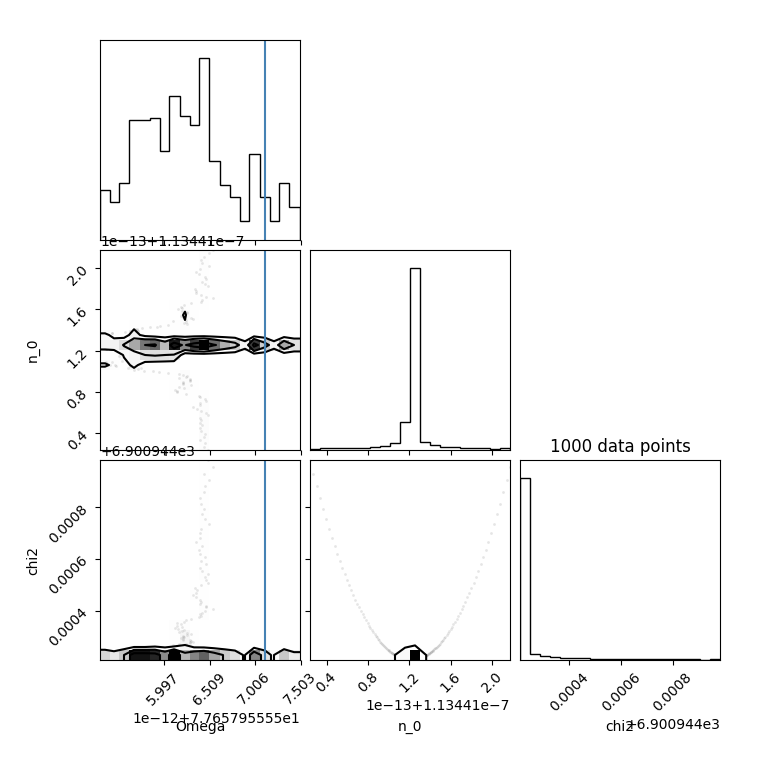 1e−13+1.13441e−7
2.0
1.6
1.2
0.8
0.4
n_0
+6.900944e3
1000 data points
0.0008
0.0006
0.0004
chi2
5.997 6.509 7.006 7.503
0.4 0.8 1.2 1.6 2.0
0.0004 0.0006 0.0008
1e−12+7.765795555e1
1e−13+1.13441e−7
+6.900944e3
Omega
n_0
chi2